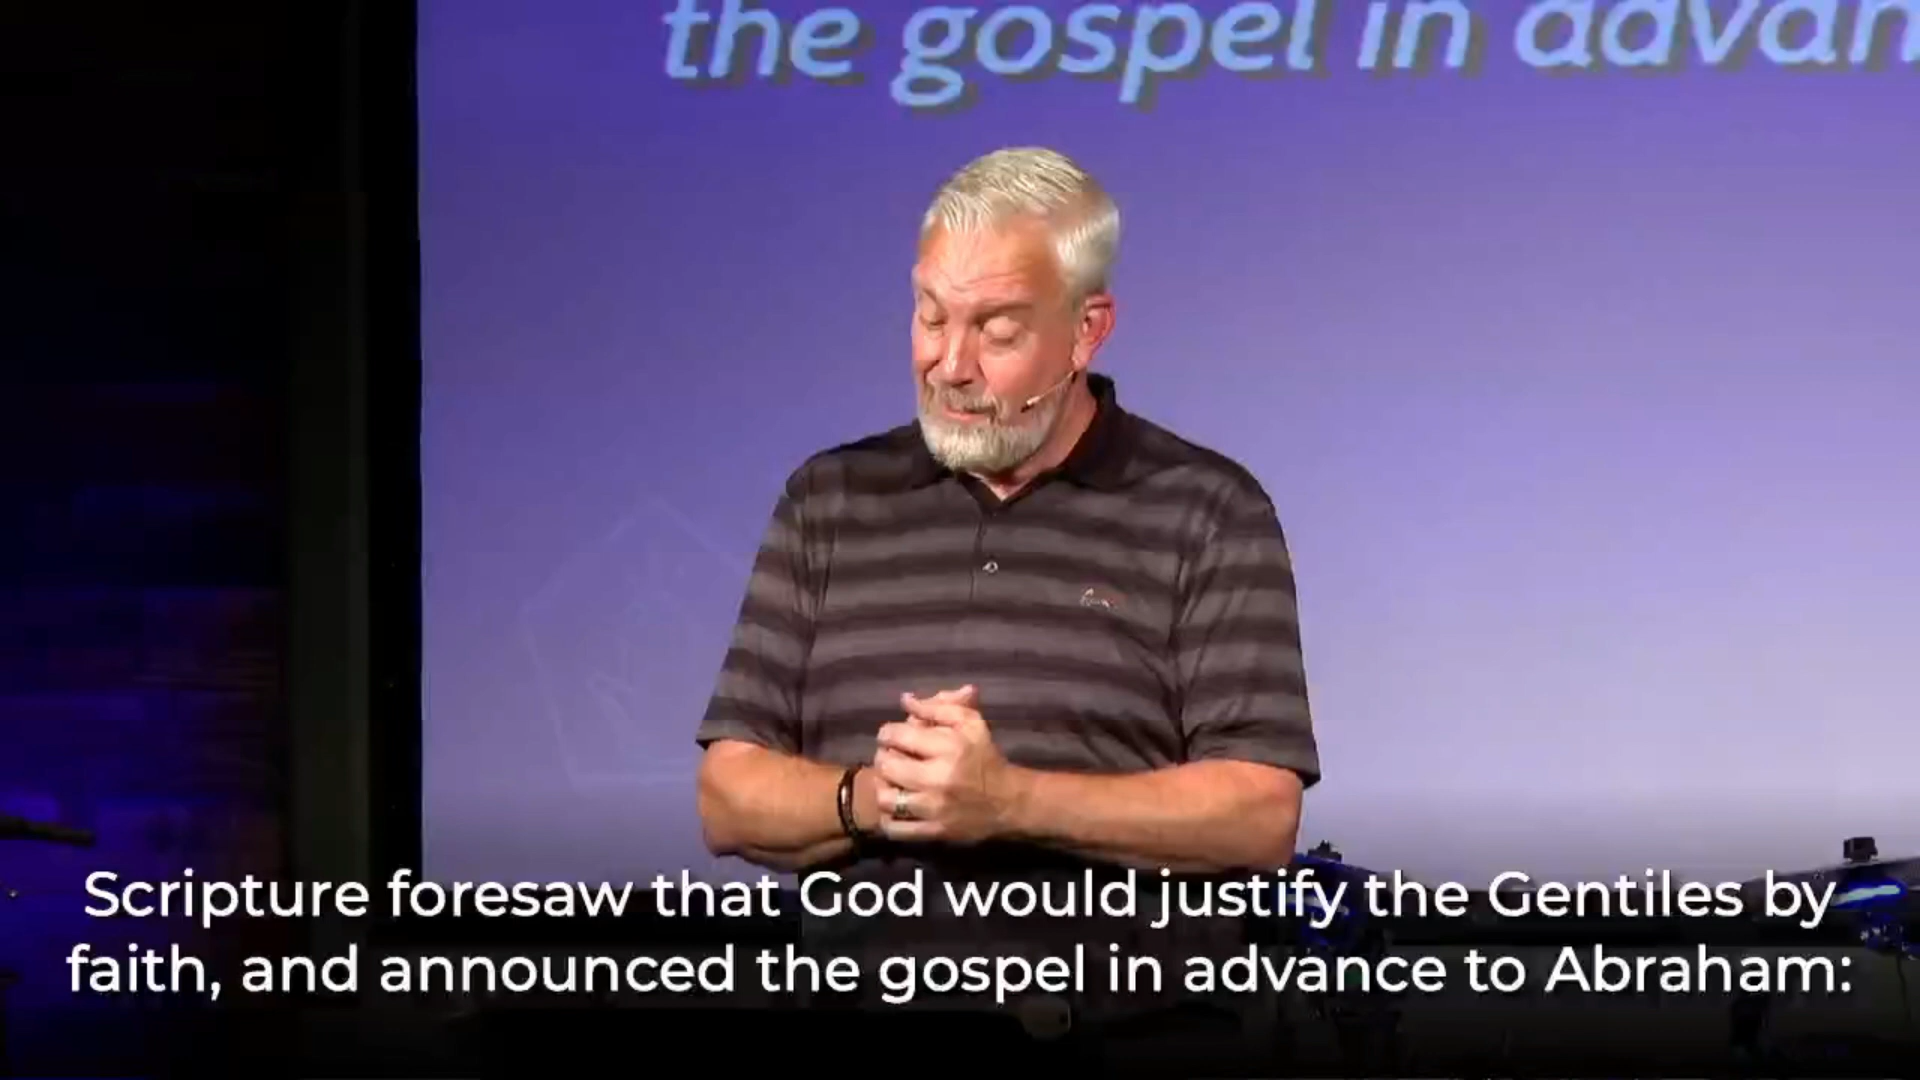 the gospel in advan
Scripture foresaw that God would justify the Gentiles by
faith, and announced the gospel in advance to Abraham: